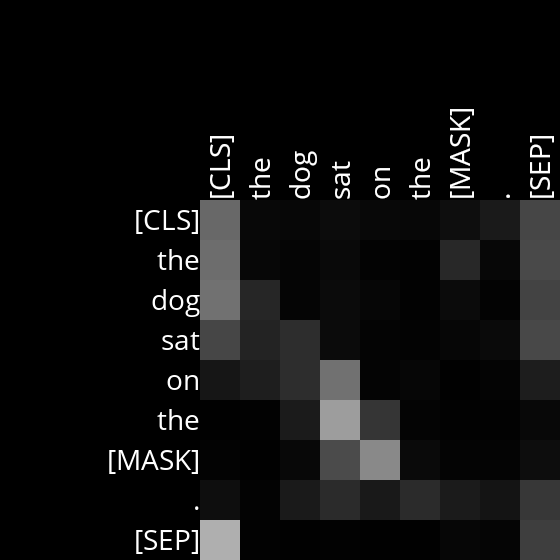 [CLS] the dog sat on the [MASK] . [SEP]
[CLS]
the
dog
sat
on
the
[MASK]
.
[SEP]